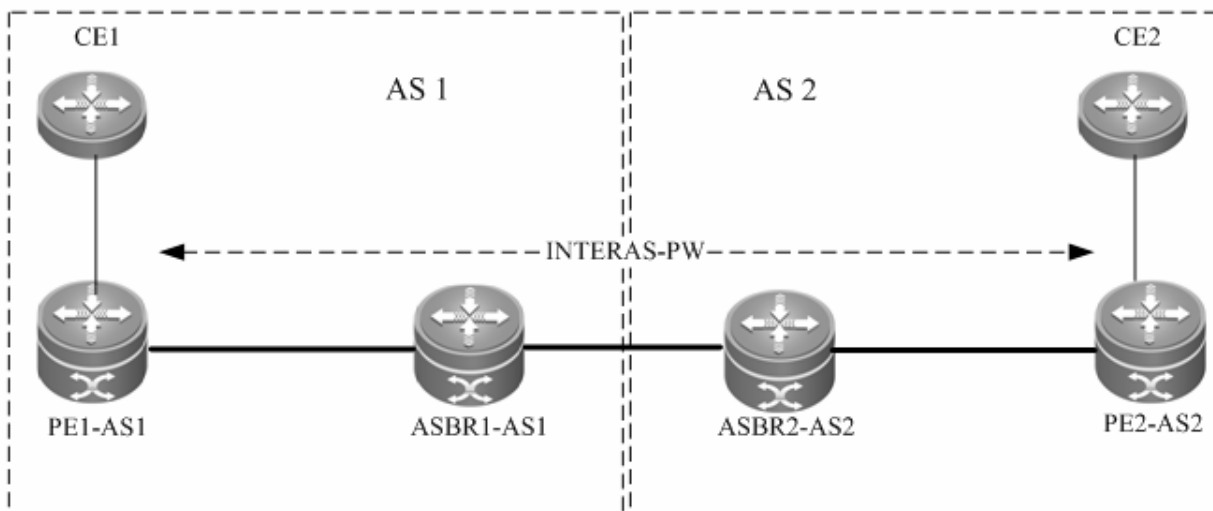 CE1
CE2
AS 1
AS 2
INTERAS-PW
PE1-AS1
ASBR1-AS1
ASBR2-AS2
PE2-AS2